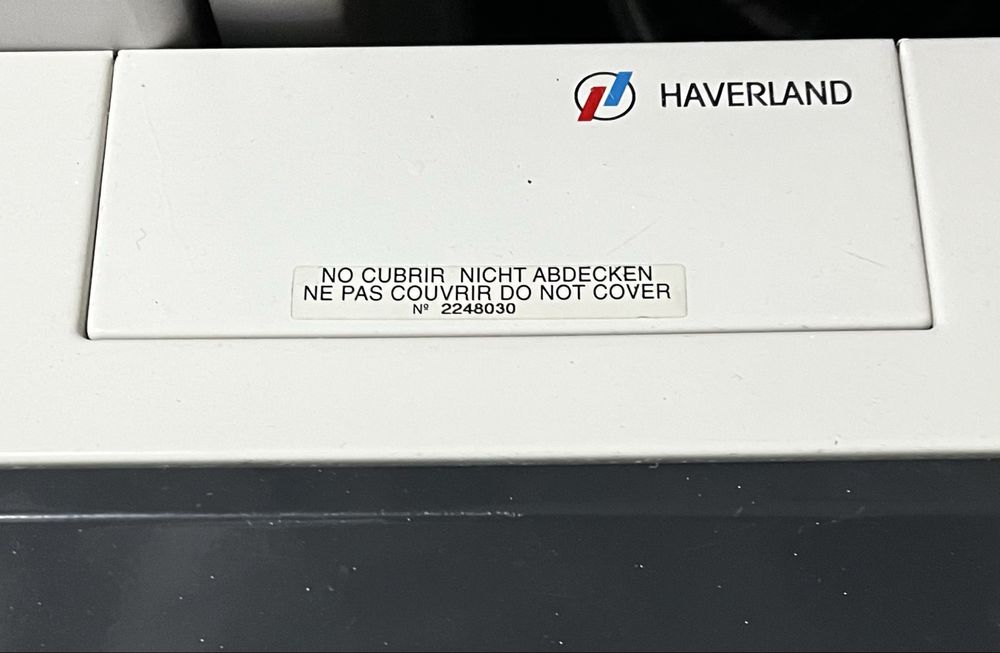 HAVERLAND
NO CUBRIR NICHT ABDECKEN
NE PAS COUVRIR DO NOT COVER
Nº 2248030